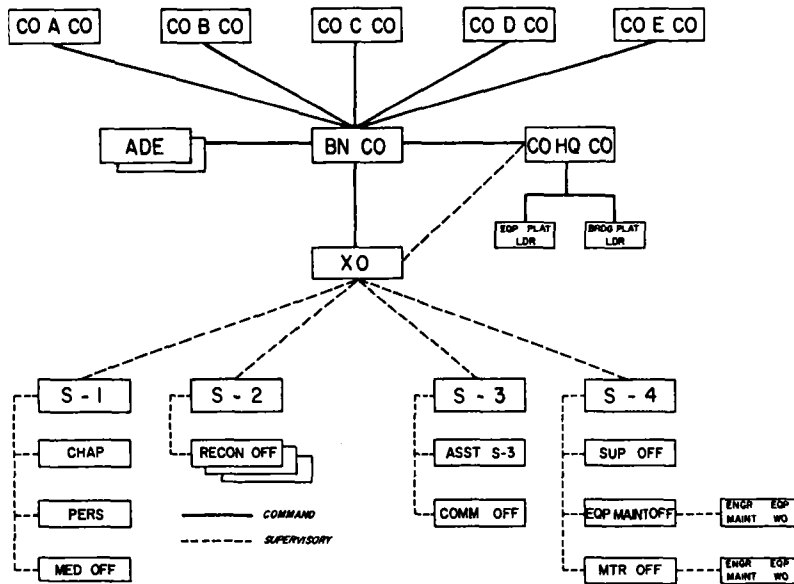 CO A CO
CO B CO
CO C CO
CO D CO
CO E CO
ADE
BN CO
CO HQ CO
EQP PLAT
LDR
BRDG PLAT
LDR
XO
S - 1
S - 2
S - 3
S - 4
CHAP
RECON OFF
ASST S-3
SUP OFF
PERS
COMMAND
COMM OFF
EQP MAINT OFF
ENGR EQP
MAINT WO
SUPERVISORY
MED OFF
MTR OFF
ENGR EQP
MAINT WO